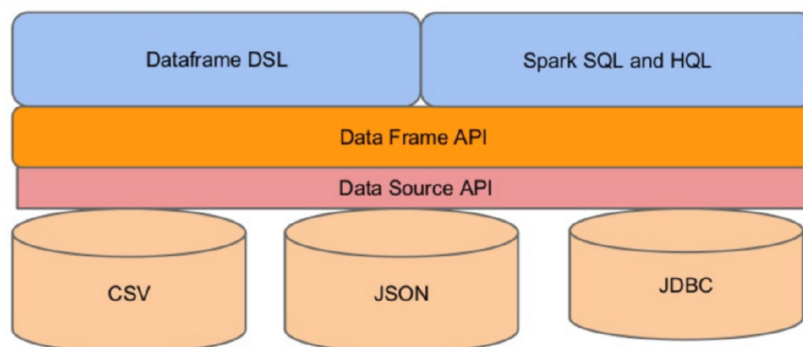 Dataframe DSL
Spark SQL and HQL
Data Frame API
Data Source API
CSV
JSON
JDBC